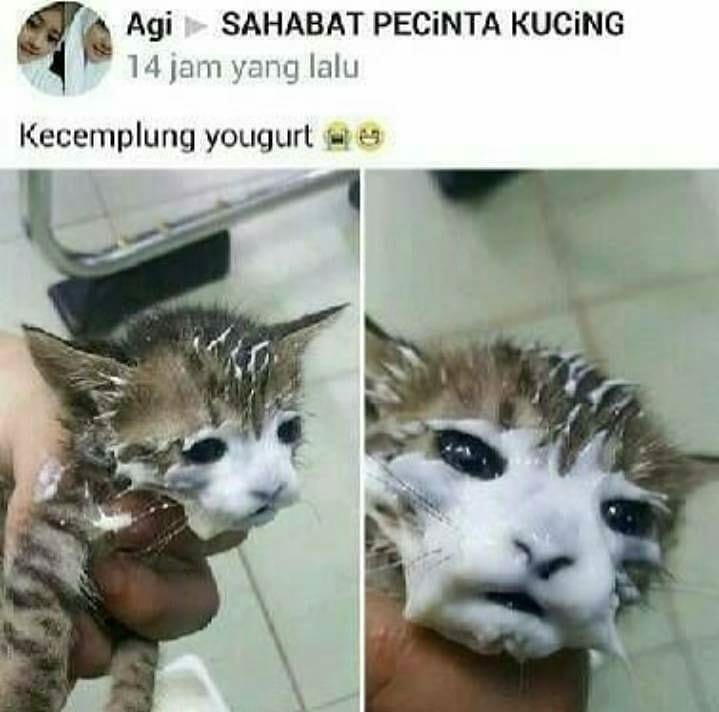 Agi ▶ SAHABAT PECiNTA KUCiNG
14 jam yang lalu
Kecemplung yougurt 😭😅